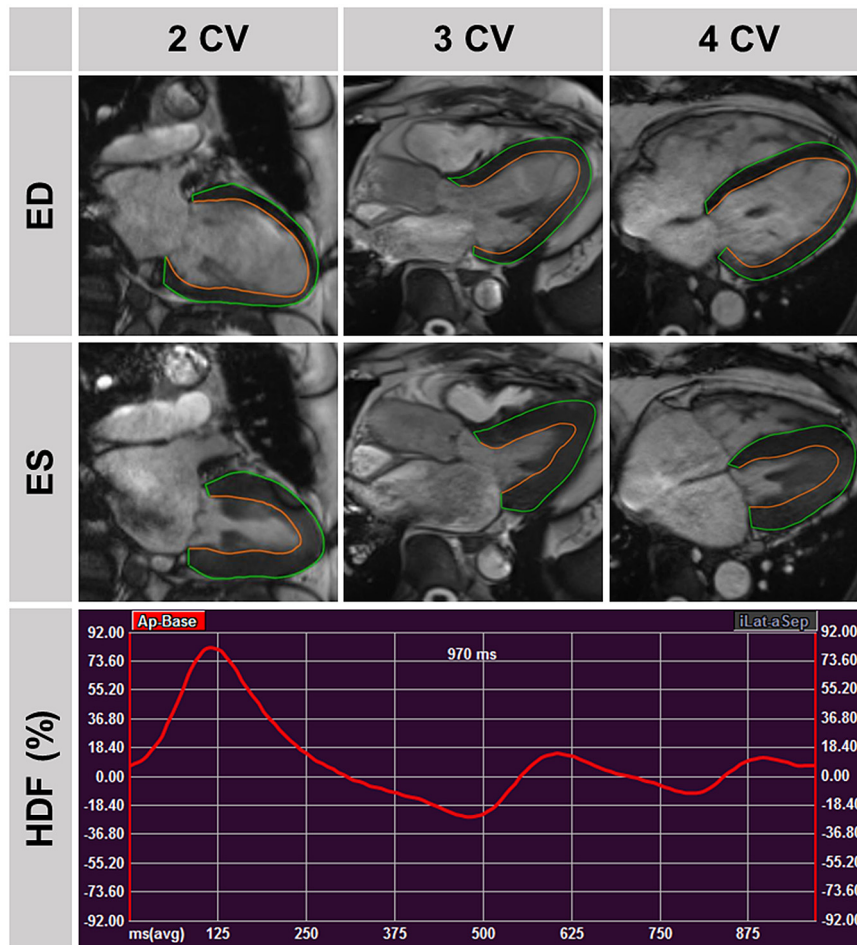 2 CV 3 CV 4 CV
ED
ES
HDF (%)
Ap-Base iLat-aSep
970 ms
92.00 92.00
73.60 73.60
55.20 55.20
36.80 36.80
18.40 18.40
0.00 0.00
-18.40 -18.40
-36.80 -36.80
-55.20 -55.20
-73.60 -73.60
-92.00 -92.00
ms(avg) 125 250 375 500 625 750 875